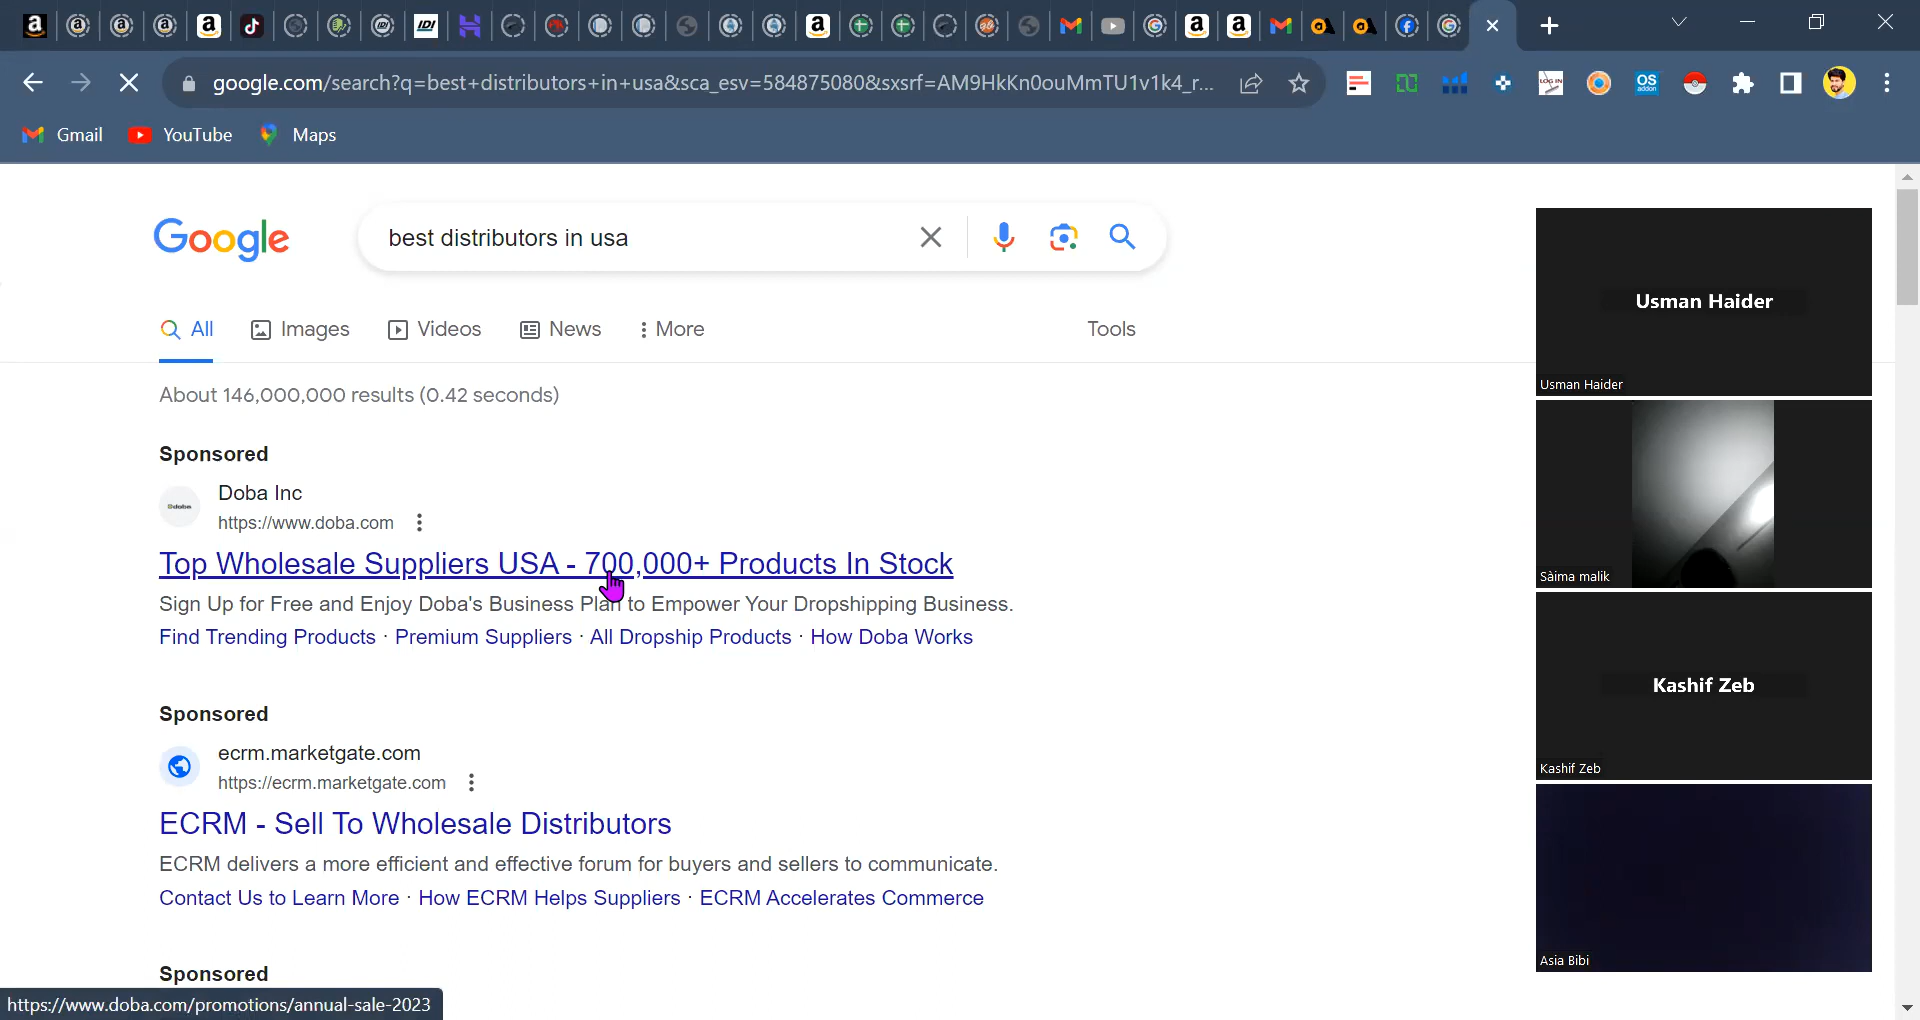 google.com/search?q=best+distributors+in+usa&sca_esv=584875080&sxsrf=AM9HkKn0ouMmTU1v1k4_r...
LOG IN
OS
addon
Gmail
YouTube
Maps
Google
best distributors in usa
All
Images
Videos
News
More
Tools
About 146,000,000 results (0.42 seconds)
Sponsored
Doba Inc
https://www.doba.com
Top Wholesale Suppliers USA - 700,000+ Products In Stock
Sign Up for Free and Enjoy Doba's Business Plan to Empower Your Dropshipping Business.
Find Trending Products · Premium Suppliers · All Dropship Products · How Doba Works
Sponsored
ecrm.marketgate.com
https://ecrm.marketgate.com
ECRM - Sell To Wholesale Distributors
ECRM delivers a more efficient and effective forum for buyers and sellers to communicate.
Contact Us to Learn More · How ECRM Helps Suppliers · ECRM Accelerates Commerce
Sponsored
https://www.doba.com/promotions/annual-sale-2023
Usman Haider
Usman Haider
Sàima malik
Kashif Zeb
Kashif Zeb
Asia Bibi